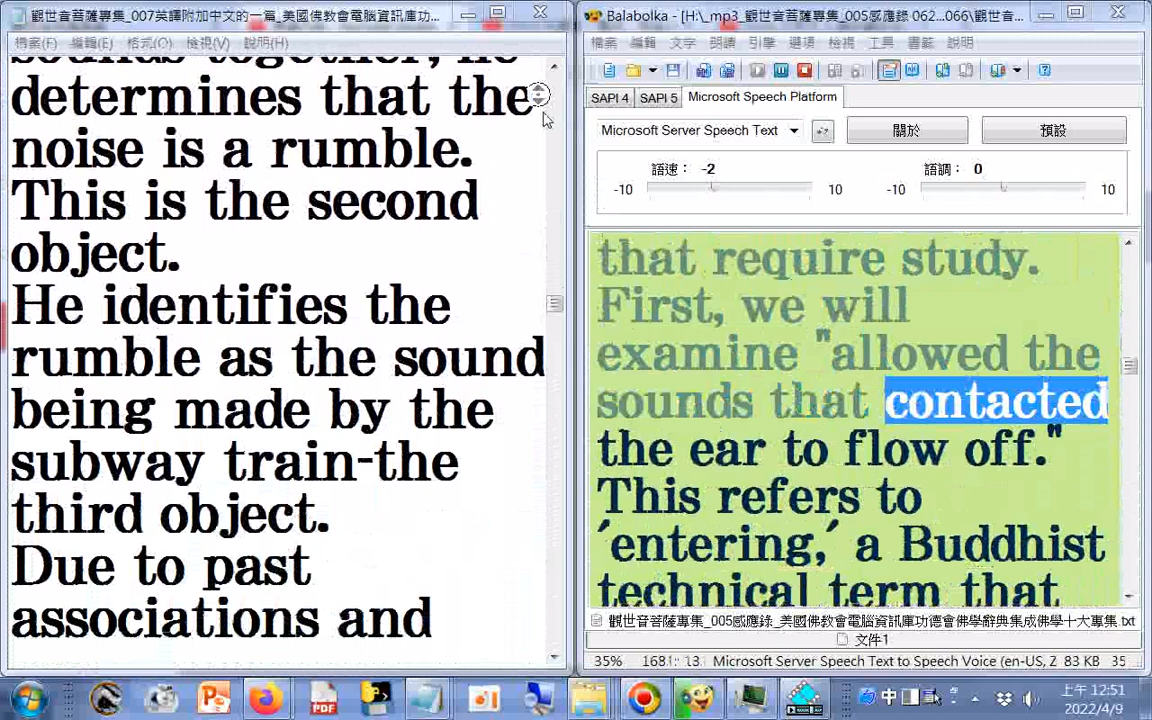 觀世音菩薩專集_007英譯附加中文的一篇_美國佛教會電腦資訊庫功...
檔案(F) 編輯(E) 格式(O) 檢視(V) 說明(H)
sounds together, he
determines that the
noise is a rumble.
This is the second
object.
He identifies the
rumble as the sound
being made by the
subway train-the
third object.
Due to past
associations and
Balabolka - [H:\_mp3_觀世音菩薩專集_005感應錄 062...066\觀世音...
檔案 編輯 文字 朗讀 引擎 選項 檢視 工具 書籤 說明
SAPI 4 SAPI 5 Microsoft Speech Platform
Microsoft Server Speech Text 關於 預設
語速： -2 語調： 0
-10 10 -10 10
that require study.
First, we will
examine "allowed the
sounds that contacted
the ear to flow off."
This refers to
'entering,' a Buddhist
technical term that
觀世音菩薩專集_005感應錄_美國佛教會電腦資訊庫功德會佛學辭典集成佛學十大專集 txt
文件1
35% 1681: 13 Microsoft Server Speech Text to Speech Voice (en-US, Z 83 KB 35
中 上午 12:51
2022/4/9